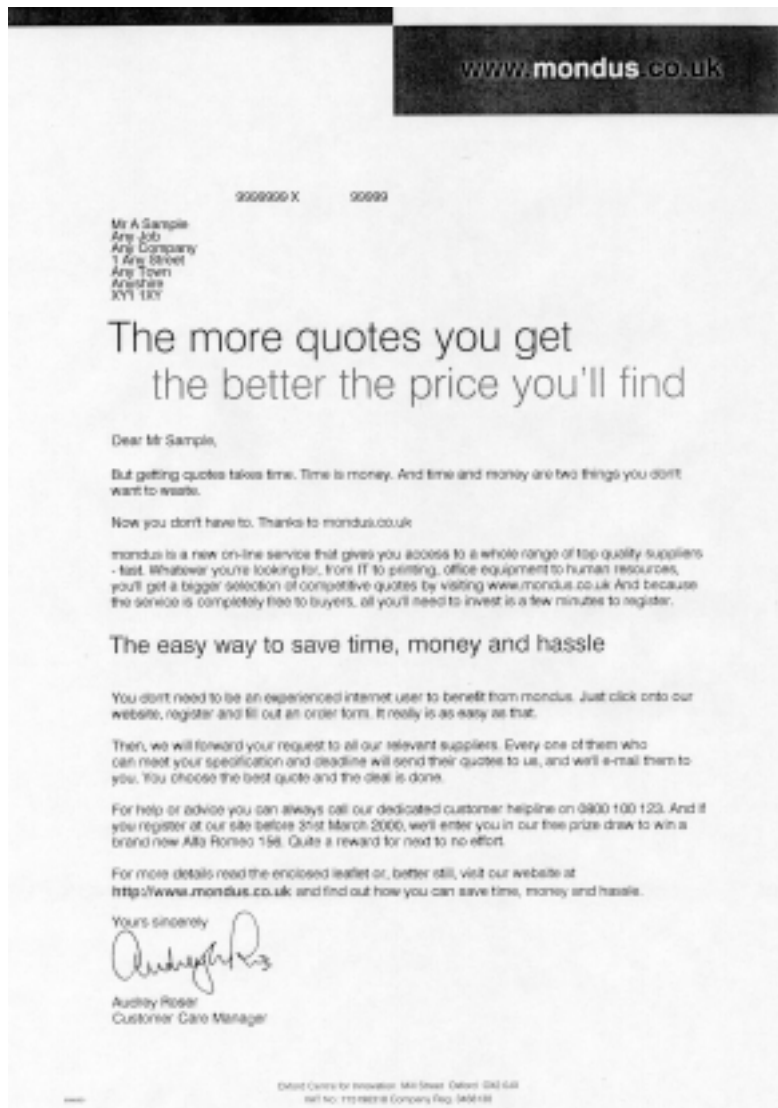 www.mondus.co.uk
9999999 X 99999
Mr A Sample
Any Job
Any Company
1 Any Street
Any Town
Anyshire
XY1 1XY
The more quotes you get
the better the price you'll find
Dear Mr Sample,
But getting quotes takes time. Time is money. And time and money are two things you don't
want to waste.
Now you don't have to. Thanks to mondus.co.uk
mondus is a new on-line service that gives you access to a whole range of top quality suppliers
- fast. Whatever you're looking for, from IT to printing, office equipment to human resources,
you'll get a bigger selection of competitive quotes by visiting www.mondus.co.uk And because
the service is completely free to buyers, all you'll need to invest is a few minutes to register.
The easy way to save time, money and hassle
You don't need to be an experienced internet user to benefit from mondus. Just click onto our
website, register and fill out an order form. It really is as easy as that.
Then, we will forward your request to all our relevant suppliers. Every one of them who
can meet your specification and deadline will send their quotes to us, and we'll e-mail them to
you. You choose the best quote and the deal is done.
For help or advice you can always call our dedicated customer helpline on 0800 100 123. And if
you register at our site before 31st March 2000, we'll enter you in our free prize draw to win a
brand new Alfa Romeo 156. Quite a reward for next to no effort.
For more details read the enclosed leaflet or, better still, visit our website at
http://www.mondus.co.uk and find out how you can save time, money and hassle.
Yours sincerely
Audrey Roser
Customer Care Manager
Oxford Centre for Innovation Mill Street Oxford
VAT No. Company Reg.